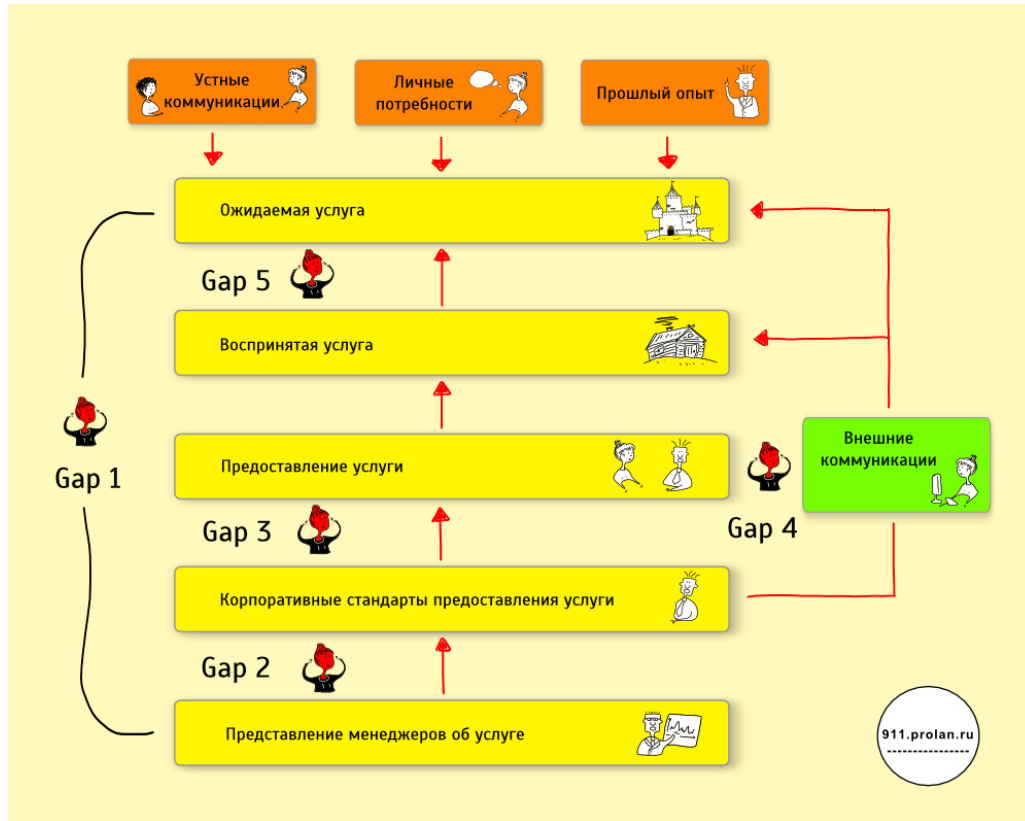 Устные
коммуникации
Личные
потребности
Прошлый опыт
Ожидаемая услуга
Gap 5
Воспринятая услуга
Gap 1
Предоставление услуги
Внешние
коммуникации
Gap 3
Gap 4
Корпоративные стандарты предоставления услуги
Gap 2
Представление менеджеров об услуге
911.prolan.ru